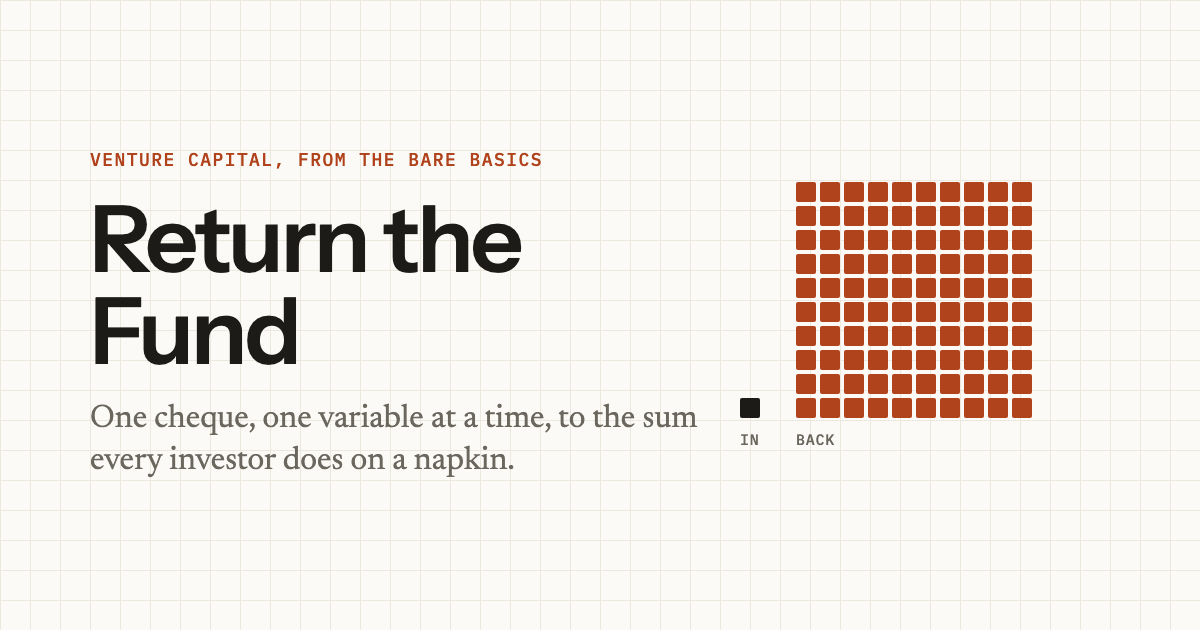 VENTURE CAPITAL, FROM THE BARE BASICS
Return the
Fund
One cheque, one variable at a time, to the sum
every investor does on a napkin.
IN
BACK